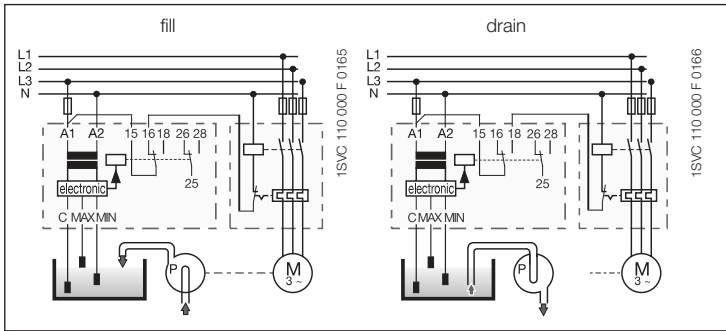 fill
L1
L2
L3
N
A1 A2 15 16 18 26 28
25
electronic
C MAX MIN
P
M
3 ~
1SVC 110 000 F 0165
drain
L1
L2
L3
N
A1 A2 15 16 18 26 28
25
electronic
C MAX MIN
P
M
3 ~
1SVC 110 000 F 0166